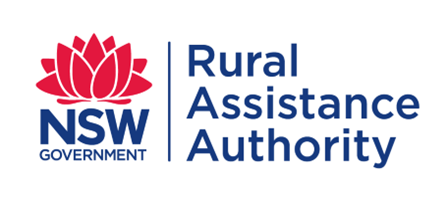 NSW
GOVERNMENT
Rural
Assistance
Authority